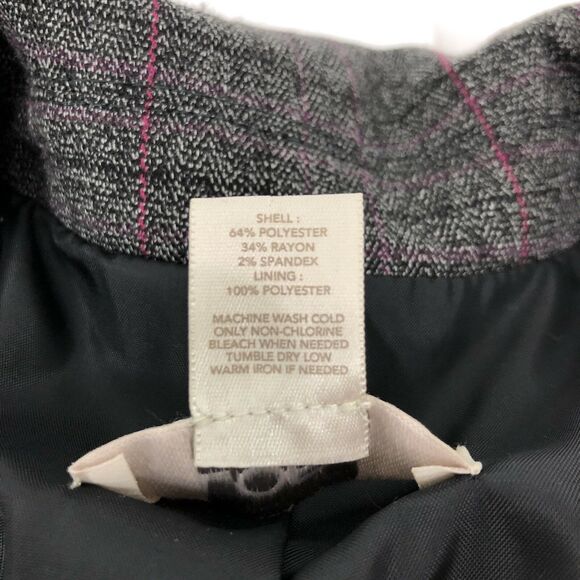 SHELL :
64% POLYESTER
34% RAYON
2% SPANDEX
LINING :
100% POLYESTER
MACHINE WASH COLD
ONLY NON-CHLORINE
BLEACH WHEN NEEDED
TUMBLE DRY LOW
WARM IRON IF NEEDED